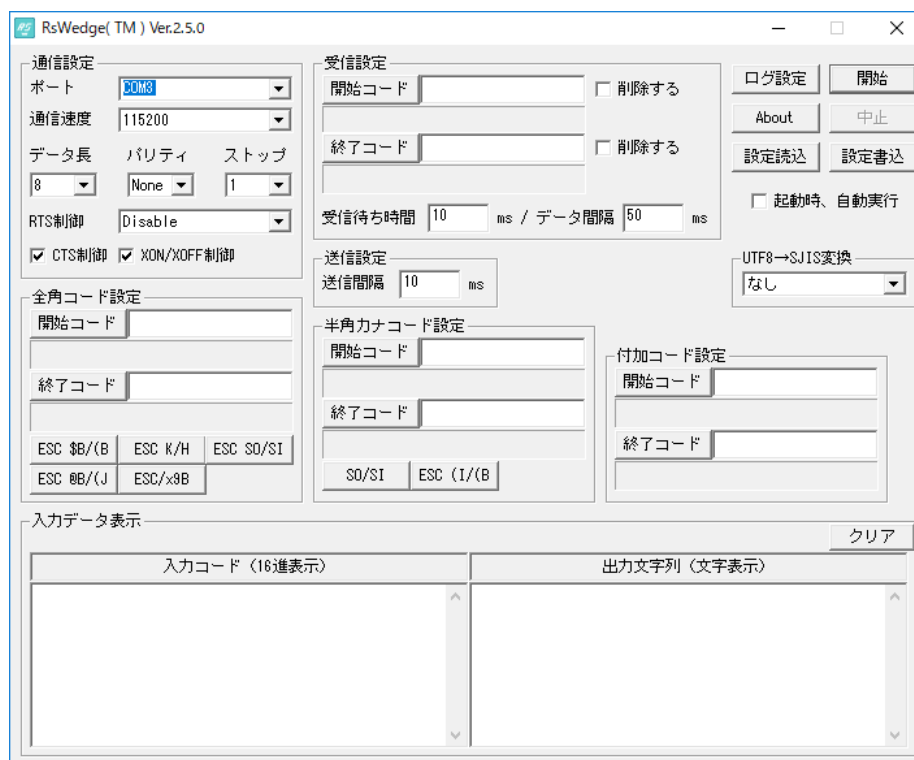 RsWedge( TM ) Ver.2.5.0
通信設定
ポート COM3
通信速度 115200
データ長 パリティ ストップ
8 None 1
RTS制御 Disable
CTS制御 XON/XOFF制御
受信設定
開始コード 削除する
終了コード 削除する
受信待ち時間 10 ms / データ間隔 50 ms
送信設定
送信間隔 10 ms
ログ設定 開始
About 中止
設定読込 設定書込
起動時、自動実行
UTF8→SJIS変換
なし
全角コード設定
開始コード
終了コード
ESC $B/(B ESC K/H ESC SO/SI
ESC @B/(J ESC/x9B
半角カナコード設定
開始コード
終了コード
SO/SI ESC (I/(B
付加コード設定
開始コード
終了コード
入力データ表示
クリア
入力コード（16進表示） 出力文字列（文字表示）